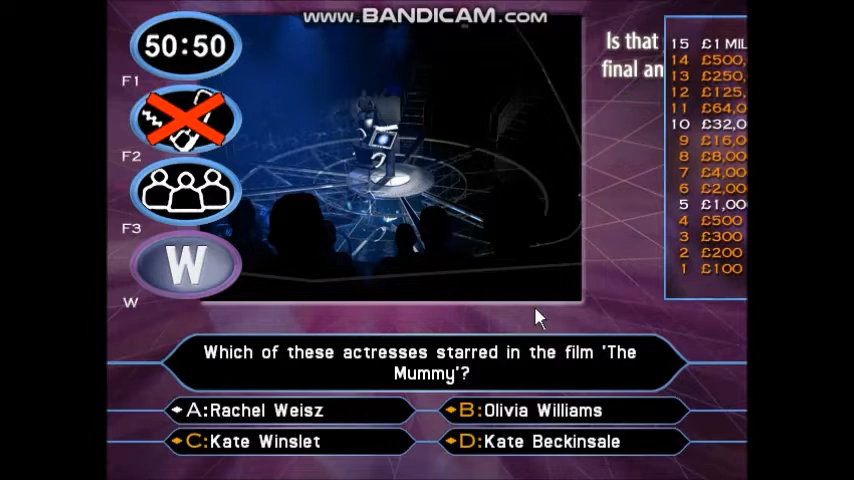 WWW.BANDICAM.COM
50:50
F1
F2
F3
W
W
Is that
final an
15 £1 MIL
14 £500,
13 £250,
12 £125,
11 £64,0
10 £32,0
9 £16,0
8 £8,00
7 £4,00
6 £2,00
5 £1,00
4 £500
3 £300
2 £200
1 £100
Which of these actresses starred in the film 'The
Mummy'?
A:Rachel Weisz
B:Olivia Williams
C:Kate Winslet
D:Kate Beckinsale